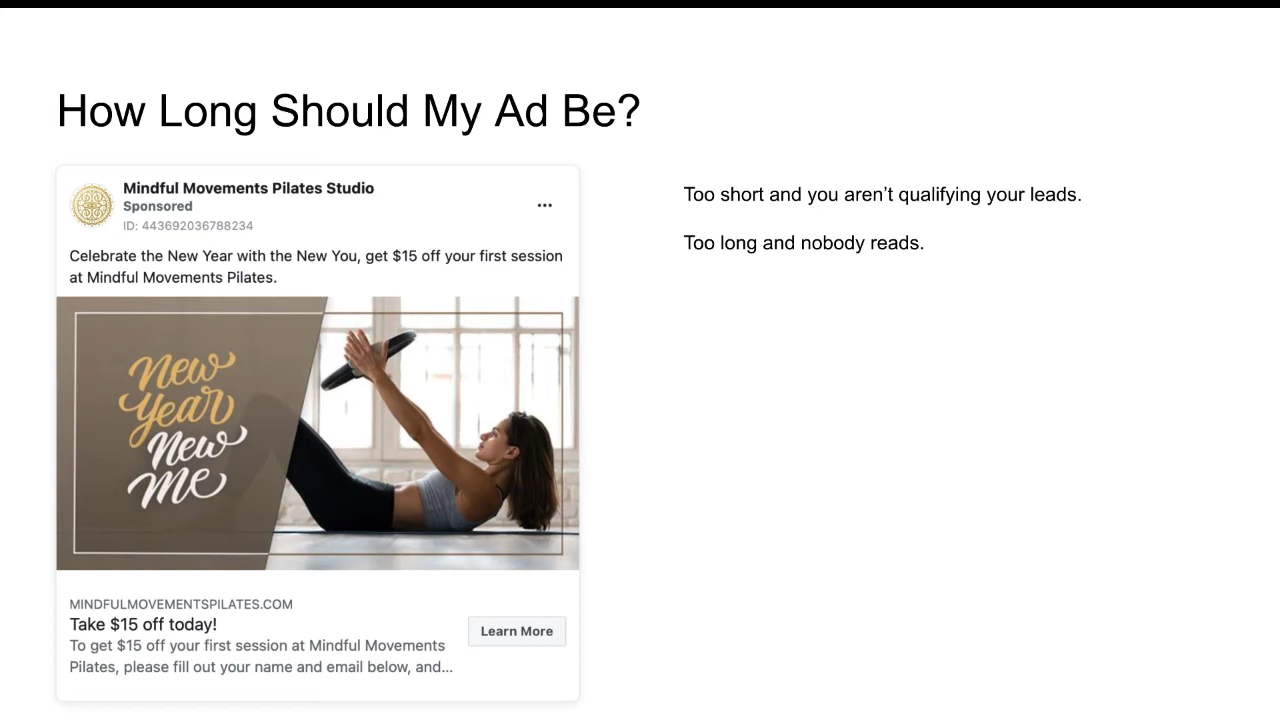 How Long Should My Ad Be?
Mindful Movements Pilates Studio
Sponsored
ID: 443692036788234
Celebrate the New Year with the New You, get $15 off your first session
at Mindful Movements Pilates.
New
Year
New
Me
MINDFULMOVEMENTSPILATES.COM
Take $15 off today!
To get $15 off your first session at Mindful Movements
Pilates, please fill out your name and email below, and...
Learn More
Too short and you aren’t qualifying your leads.
Too long and nobody reads.